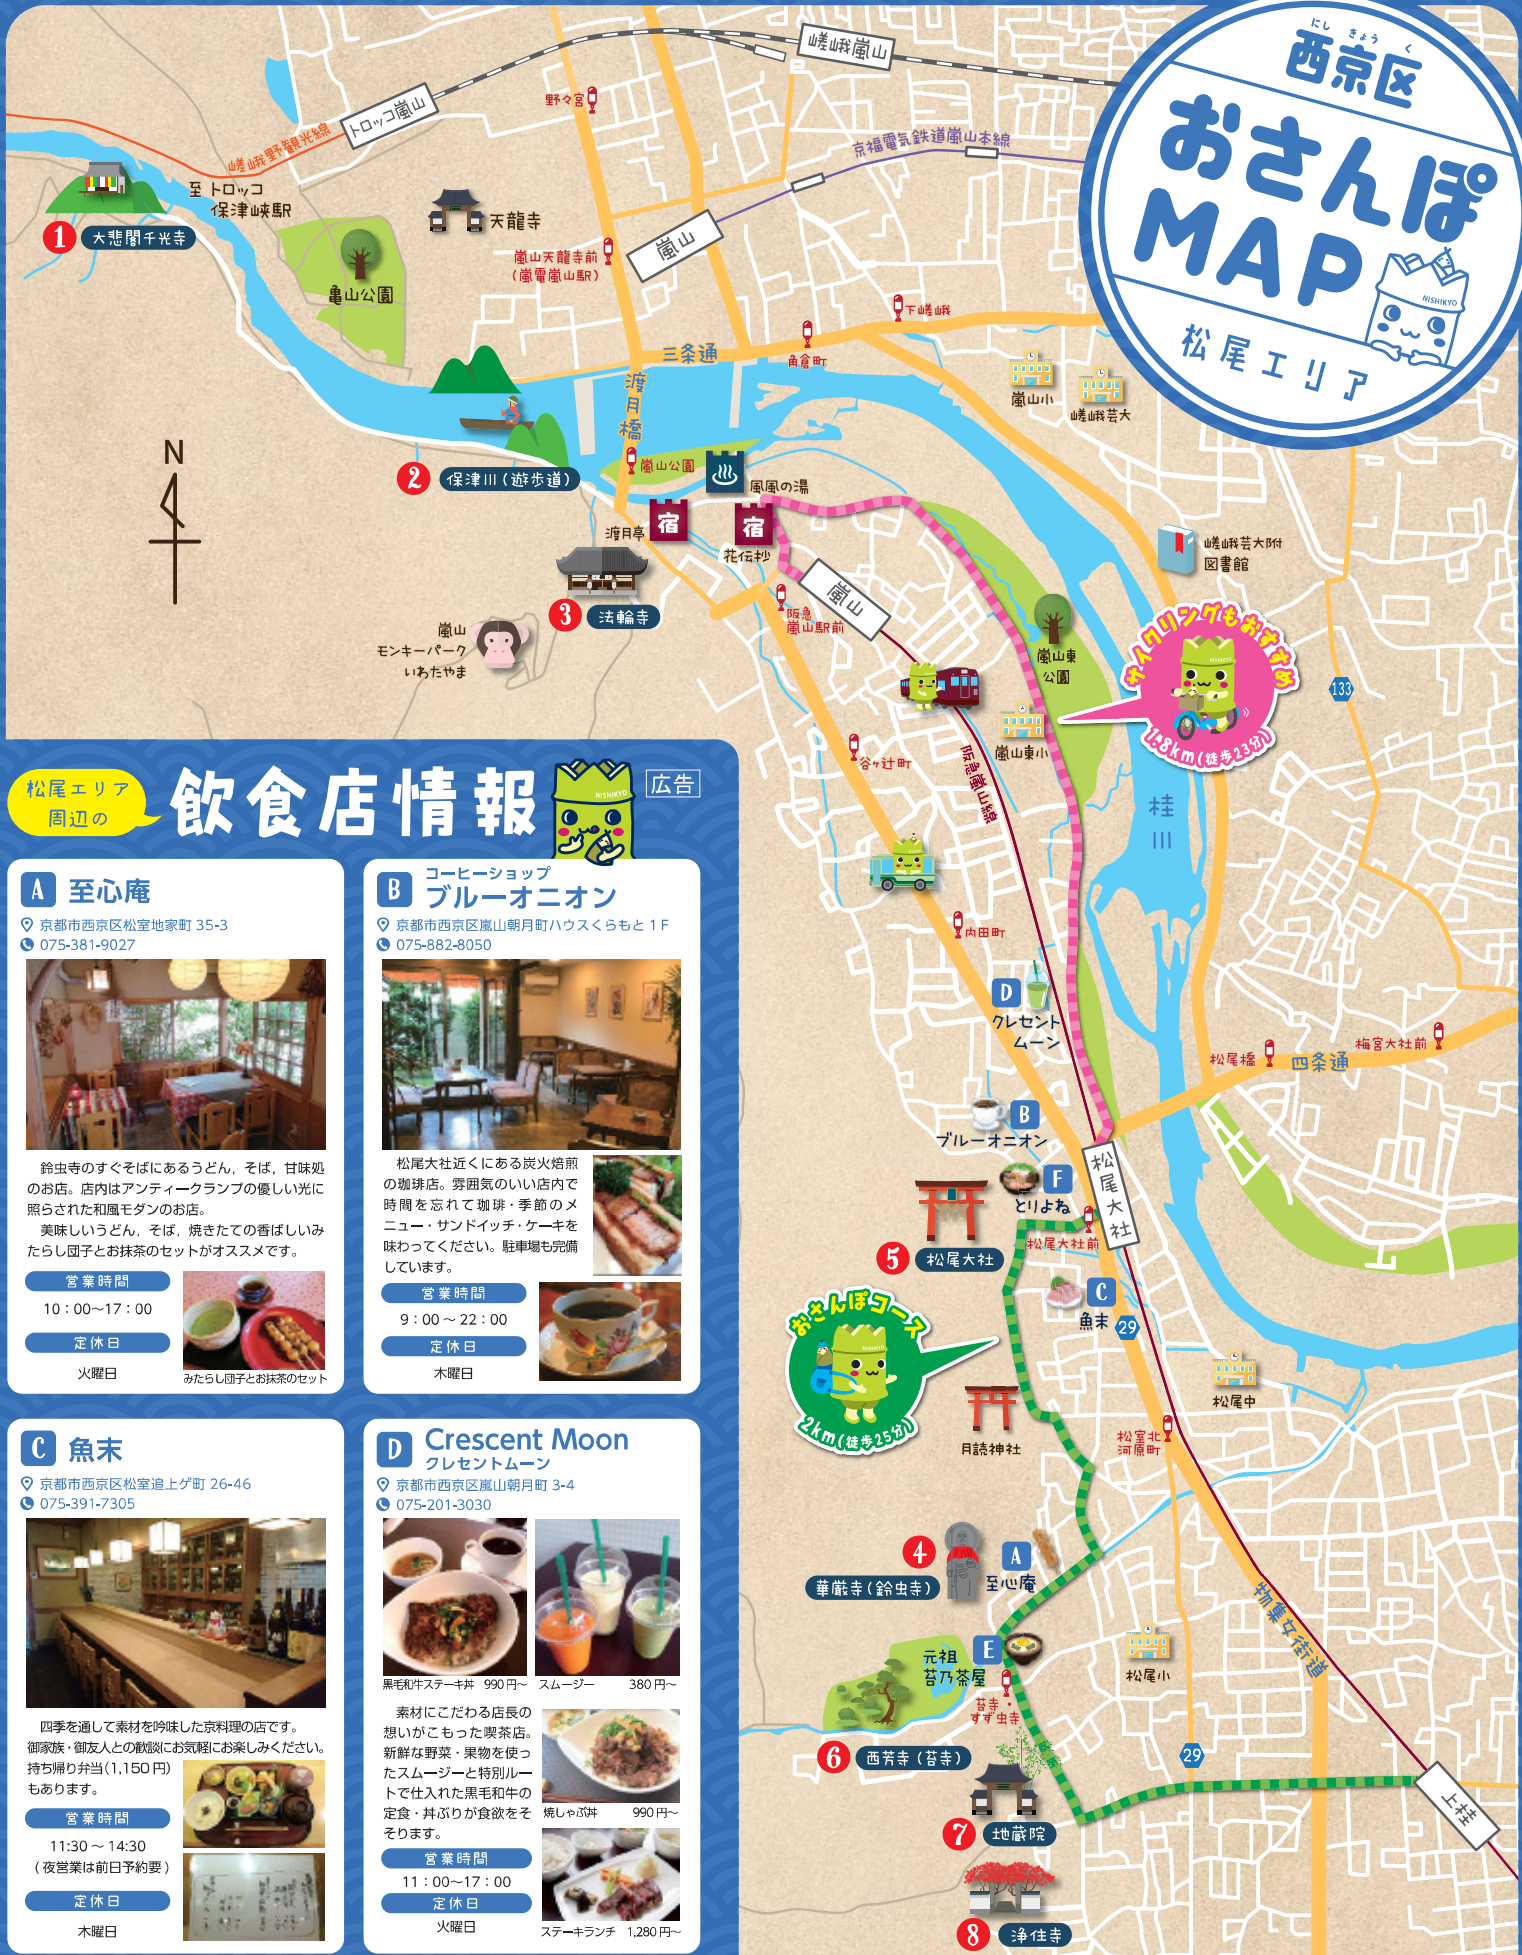 にし きょう く
西京区
おさんぽ
MAP
NISHIKYO
松尾エリア
嵯峨嵐山
トロッコ嵐山
嵯峨野観光線
至 トロッコ
保津峡駅
野々宮
京福電気鉄道嵐山本線
1 大悲閣千光寺
天龍寺
嵐山
嵐山天龍寺前
(嵐電嵐山駅)
亀山公園
下嵯峨
角倉町
三条通
渡月橋
嵐山小
嵯峨芸大
N
2 保津川(遊歩道)
嵐山公園
風風の湯
渡月亭
宿
宿
花伝抄
嵯峨芸大附
図書館
3 法輪寺
嵐山
阪急
嵐山駅前
嵐山
モンキーパーク
いわたやま
嵐山東
公園
サイクリングもおすすめ
NISHIKYO
1.8km(徒歩23分)
133
嵐山東小
阪急嵐山線
谷ヶ辻町
桂川
内田町
D
クレセント
ムーン
松尾橋
四条通
梅宮大社前
B
ブルーオニオン
松尾大社
F
とりよね
松尾大社前
5 松尾大社
C
魚末
29
おさんぽコース
NISHIKYO
2km(徒歩25分)
松尾中
月読神社
松室北
河原町
4
華厳寺(鈴虫寺)
A
至心庵
物集女街道
E
元祖
苔乃茶屋
松尾小
苔寺・
すず虫寺
6 西芳寺(苔寺)
29
上桂
7 地蔵院
8 浄住寺
松尾エリア
周辺の
飲食店情報
NISHIKYO
広告
A 至心庵
京都市西京区松室地家町 35-3
075-381-9027
鈴虫寺のすぐそばにあるうどん，そば，甘味処
のお店。店内はアンティークランプの優しい光に
照らされた和風モダンのお店。
美味しいうどん，そば，焼きたての香ばしいみ
たらし団子とお抹茶のセットがオススメです。
営業時間
10：00～17：00
定休日
火曜日
みたらし団子とお抹茶のセット
B
コーヒーショップ
ブルーオニオン
京都市西京区嵐山朝月町ハウスくらもと 1 F
075-882-8050
松尾大社近くにある炭火焙煎
の珈琲店。雰囲気のいい店内で
時間を忘れて珈琲・季節のメ
ニュー・サンドイッチ・ケーキを
味わってください。駐車場も完備
しています。
営業時間
9：00 ～ 22：00
定休日
木曜日
C 魚末
京都市西京区松室追上ゲ町 26-46
075-391-7305
四季を通して素材を吟味した京料理の店です。
御家族・御友人との歓談にお気軽にお楽しみください。
持ち帰り弁当(1,150 円)
もあります。
営業時間
11:30 ～ 14:30
( 夜営業は前日予約要 )
定休日
木曜日
D Crescent Moon
クレセントムーン
京都市西京区嵐山朝月町 3-4
075-201-3030
黒毛和牛ステーキ丼 990 円～
スムージー 380 円～
素材にこだわる店長の
想いがこもった喫茶店。
新鮮な野菜・果物を使っ
たスムージーと特別ルー
トで仕入れた黒毛和牛の
定食・丼ぶりが食欲をそ
そります。
焼しゃぶ丼 990 円～
営業時間
11：00～17：00
定休日
火曜日
ステーキランチ 1,280 円～